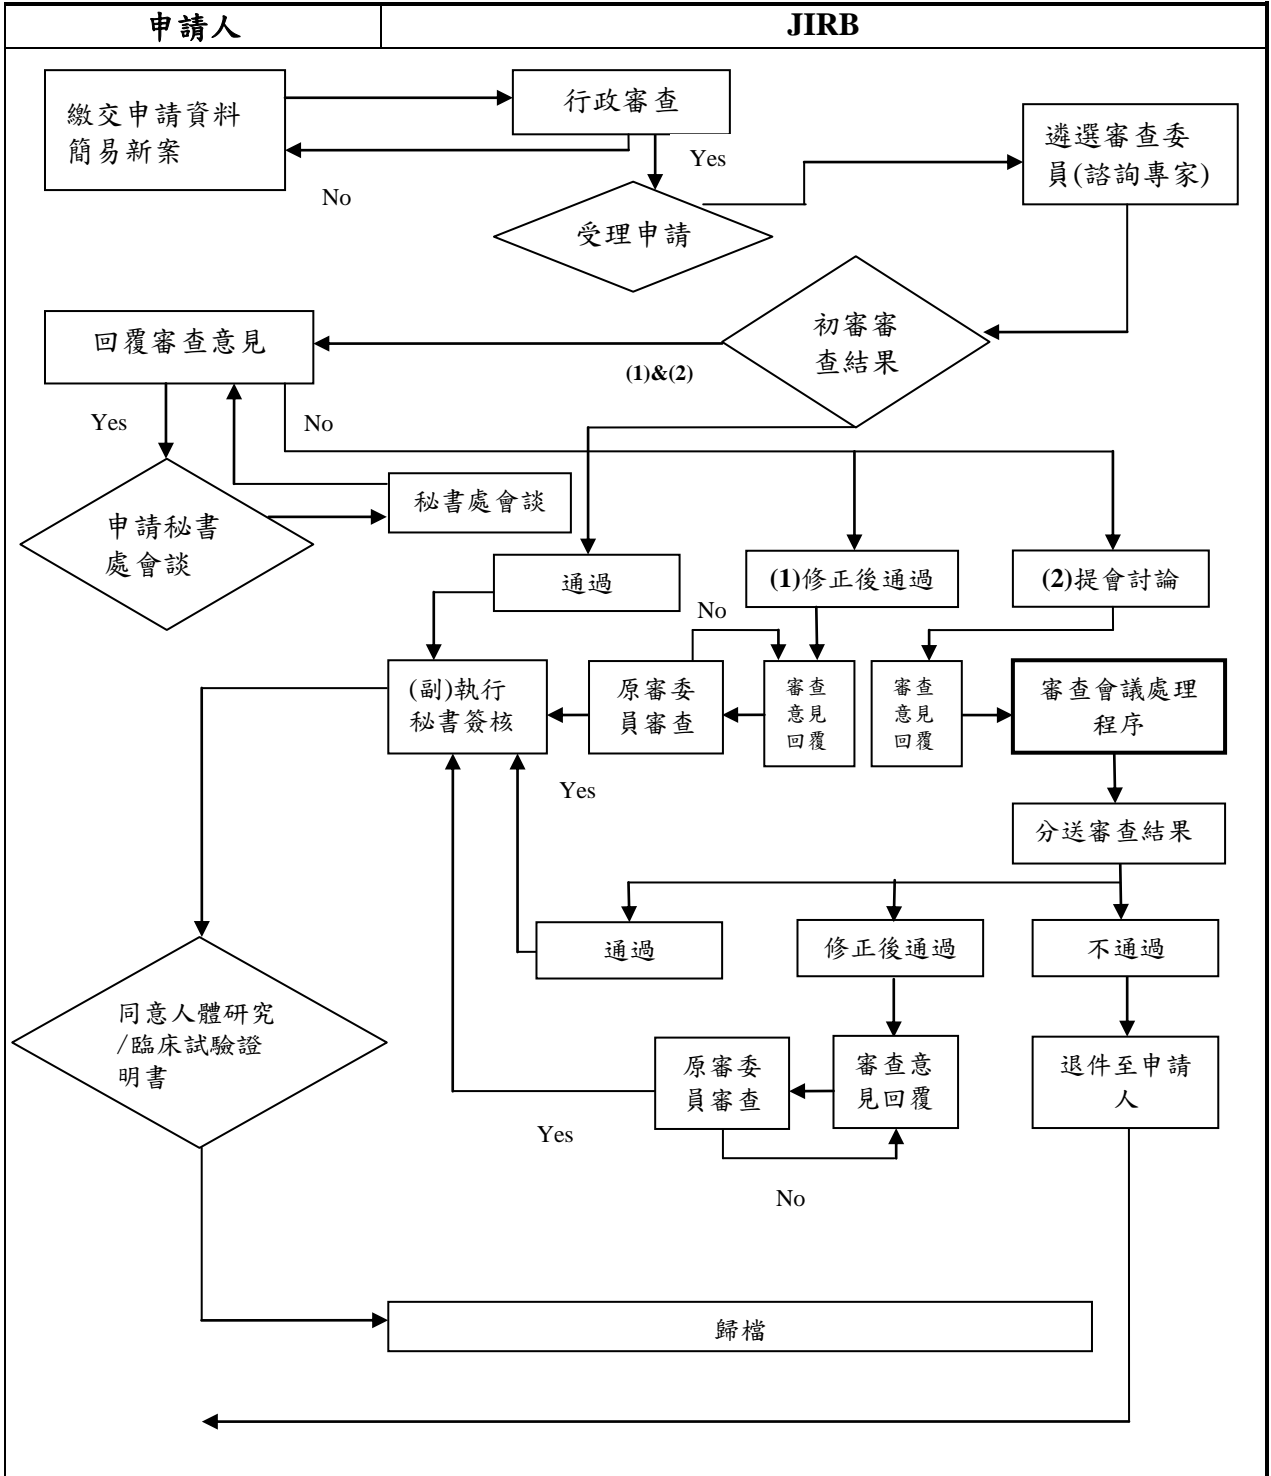 申請人
JIRB
繳交申請資料
簡易新案
行政審查
遴選審查委
員(諮詢專家)
Yes
No
受理申請
初審審
查結果
回覆審查意見
(1)&(2)
Yes
No
秘書處會談
申請秘書
處會談
通過
(1)修正後通過
(2)提會討論
No
(副)執行
秘書簽核
原審委
員審查
審查
意見
回覆
審查
意見
回覆
審查會議處理
程序
Yes
分送審查結果
通過
修正後通過
不通過
同意人體研究
/臨床試驗證
明書
原審委
員審查
審查意
見回覆
退件至申請
人
Yes
No
歸檔